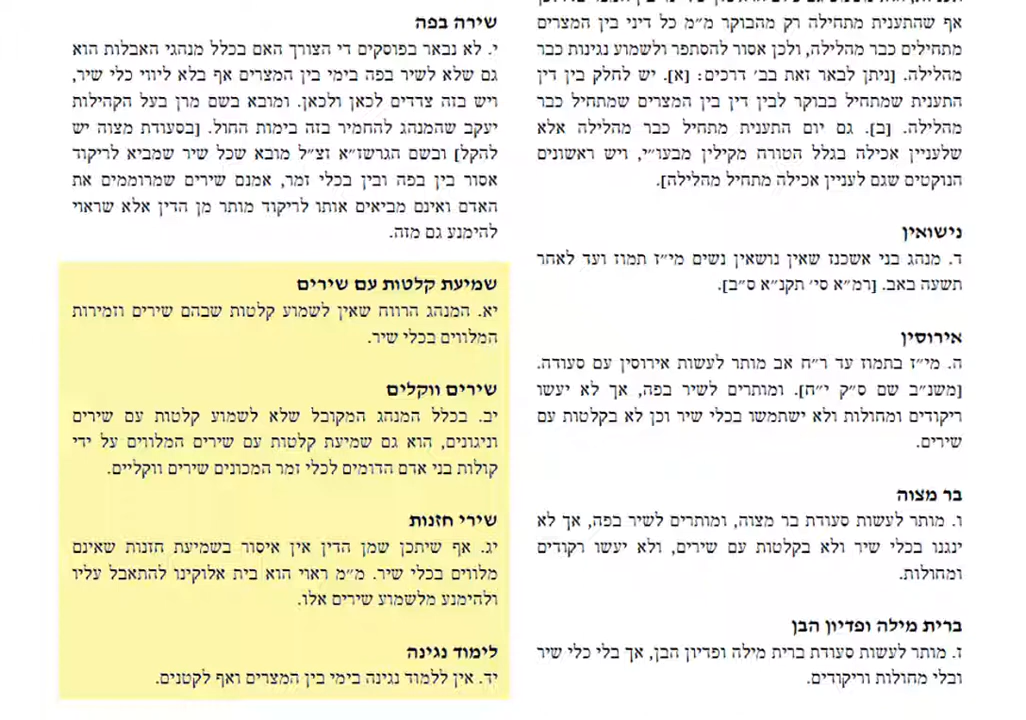 אף שהתענית מתחילה רק מהבוקר מ״מ כל דיני בין המצרים
מתחילים כבר מהלילה, ולכן אסור להסתפר ולשמוע נגינות כבר
מהלילה. [ניתן לבאר זאת בב׳ דרכים: [א]. יש לחלק בין דין
התענית שמתחיל בבוקר לבין דין בין המצרים שמתחיל כבר
מהלילה. [ב]. גם יום התענית מתחיל כבר מהלילה אלא
שלעניין אכילה בגלל הטורח מקילין מבעו״י, ויש ראשונים
הנוקטים שגם לעניין אכילה מתחיל מהלילה].
נישואין
ד. מנהג בני אשכנז שאין נושאין נשים מי״ז תמוז ועד לאחר
תשעה באב. [רמ״א סי׳ תקנ״א ס״ב].
אירוסין
ה. מי״ז בתמוז עד ר״ח אב מותר לעשות אירוסין עם סעודה.
[משנ״ב שם ס״ק י״ח]. ומותרים לשיר בפה, אך לא יעשו
ריקודים ומחולות ולא ישתמשו בכלי שיר וכן לא בקלטות עם
שירים.
בר מצוה
ו. מותר לעשות סעודת בר מצוה, ומותרים לשיר בפה, אך לא
ינגנו בכלי שיר ולא בקלטות עם שירים, ולא יעשו רקודים
ומחולות.
ברית מילה ופדיון הבן
ז. מותר לעשות סעודת ברית מילה ופדיון הבן, אך בלי כלי שיר
ובלי מחולות וריקודים.
שירה בפה
י. לא נבאר בפוסקים די הצורך האם בכלל מנהגי האבלות הוא
גם שלא לשיר בפה בימי בין המצרים אף בלא ליווי כלי שיר,
ויש בזה צדדים לכאן ולכאן. ומובא בשם מרן בעל הקהילות
יעקב שהמנהג להחמיר בזה בימות החול. [בסעודת מצוה יש
להקל] ובשם הגרשז״א זצ״ל מובא שכל שיר שמביא לריקוד
אסור בין בפה ובין בכלי זמר, אמנם שירים שמרוממים את
האדם ואינם מביאים אותו לריקוד מותר מן הדין אלא שראוי
להימנע גם מזה.
שמיעת קלטות עם שירים
יא. המנהג הרווח שאין לשמוע קלטות שבהם שירים וזמירות
המלווים בכלי שיר.
שירים ווקלים
יב. בכלל המנהג המקובל שלא לשמוע קלטות עם שירים
וניגונים, הוא גם שמיעת קלטות עם שירים המלווים על ידי
קולות בני אדם הדומים לכלי זמר המכונים שירים ווקליים.
שירי חזנות
יג. אף שיתכן שמן הדין אין איסור בשמיעת חזנות שאינם
מלווים בכלי שיר. מ״מ ראוי הוא בית אלוקינו להתאבל עליו
ולהימנע מלשמוע שירים אלו.
לימוד נגינה
יד. אין ללמוד נגינה בימי בין המצרים ואף לקטנים.